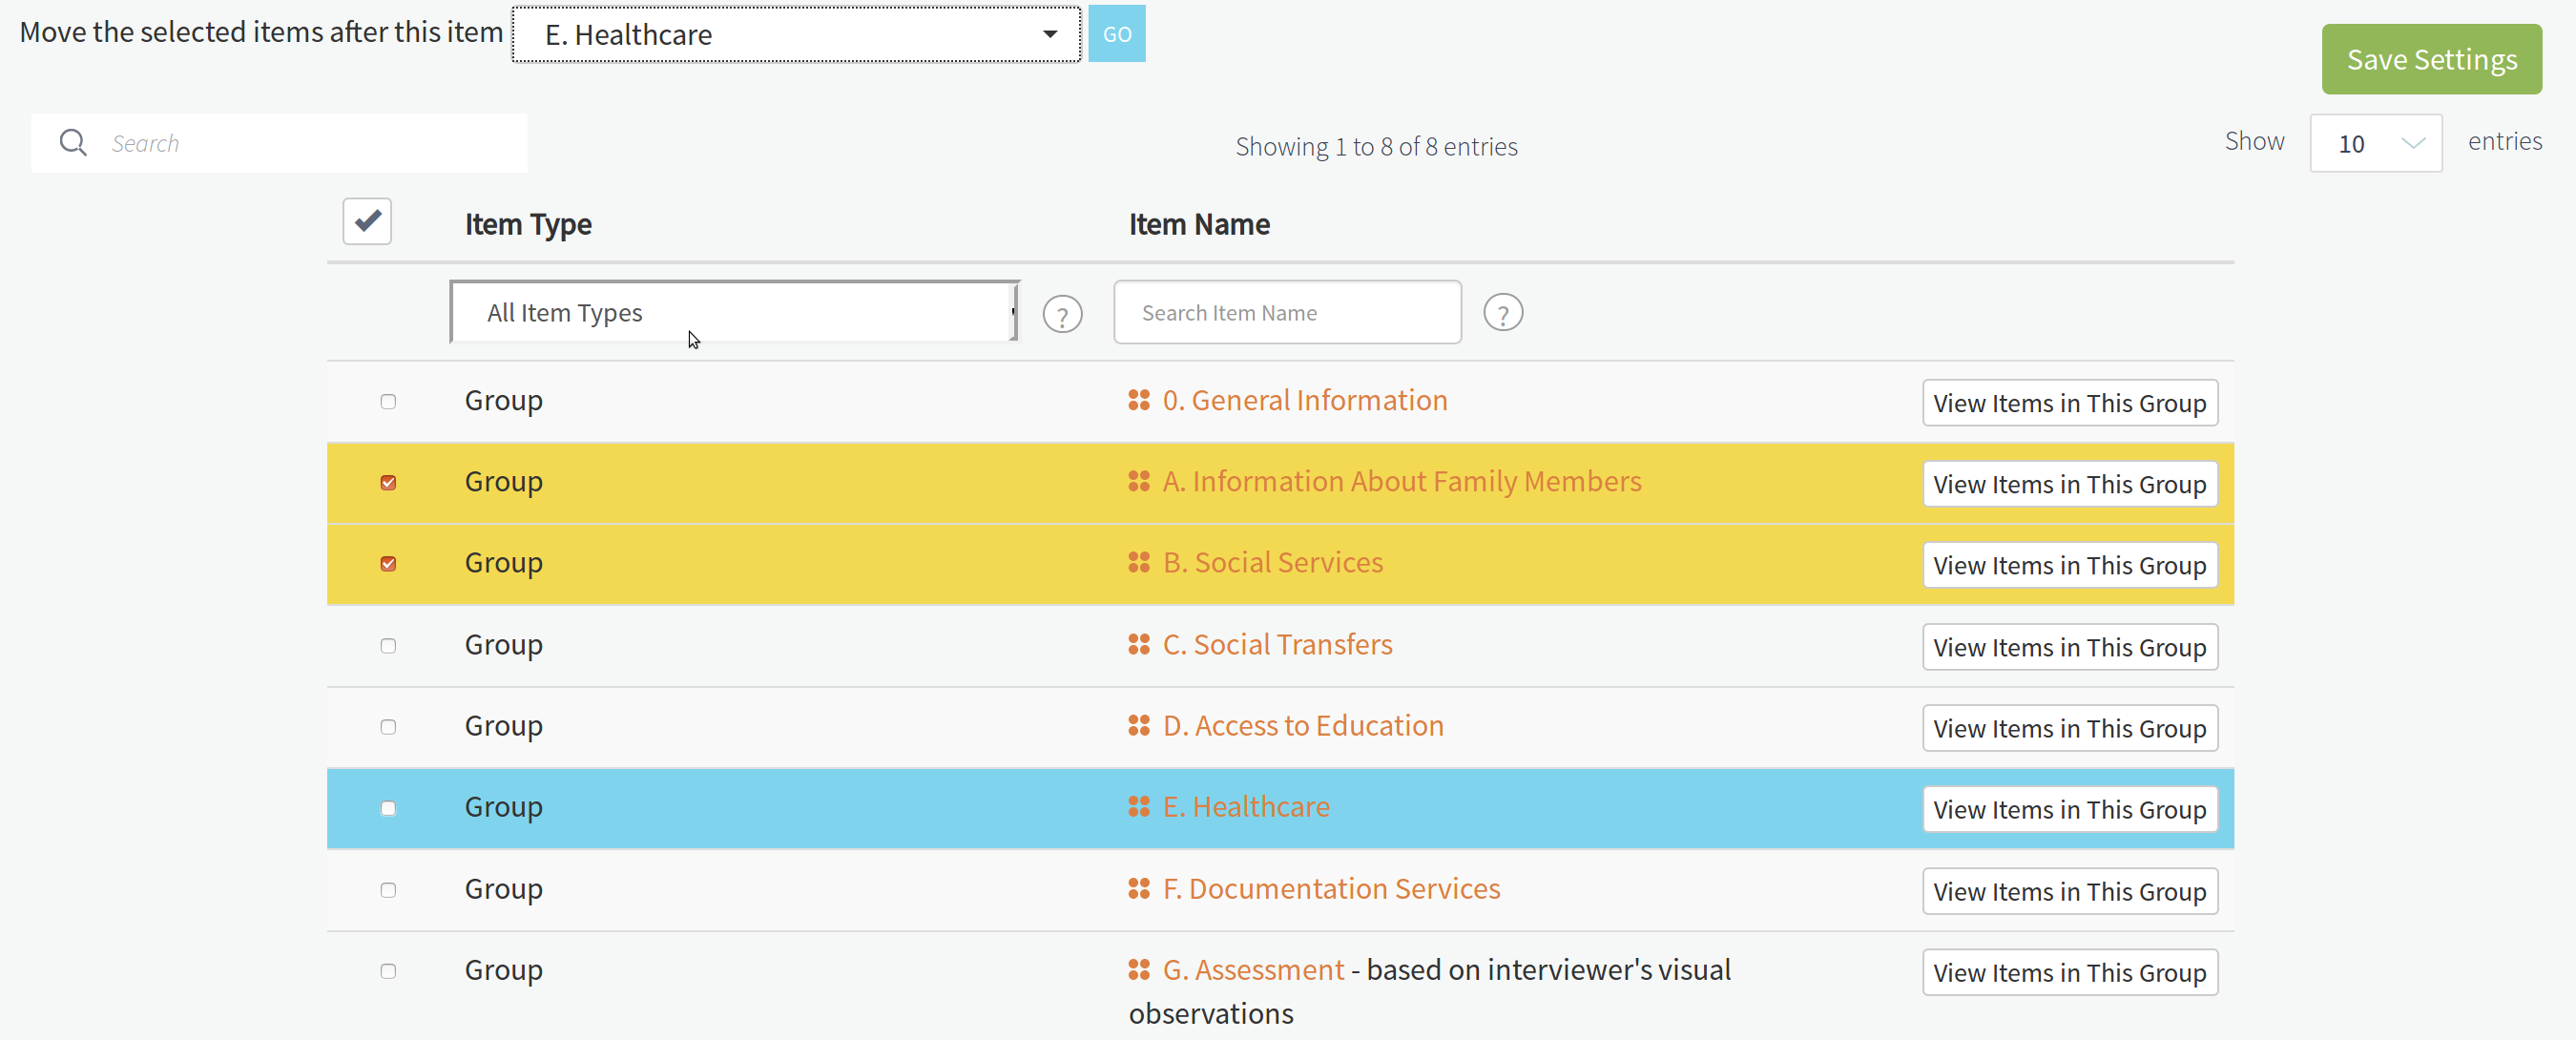 Move the selected items after this item E. Healthcare GO
Save Settings
Search
Showing 1 to 8 of 8 entries
Show 10 entries
Item Type Item Name
All Item Types ? Search Item Name ?
Group 0. General Information View Items in This Group
Group A. Information About Family Members View Items in This Group
Group B. Social Services View Items in This Group
Group C. Social Transfers View Items in This Group
Group D. Access to Education View Items in This Group
Group E. Healthcare View Items in This Group
Group F. Documentation Services View Items in This Group
Group G. Assessment - based on interviewer's visual View Items in This Group
observations